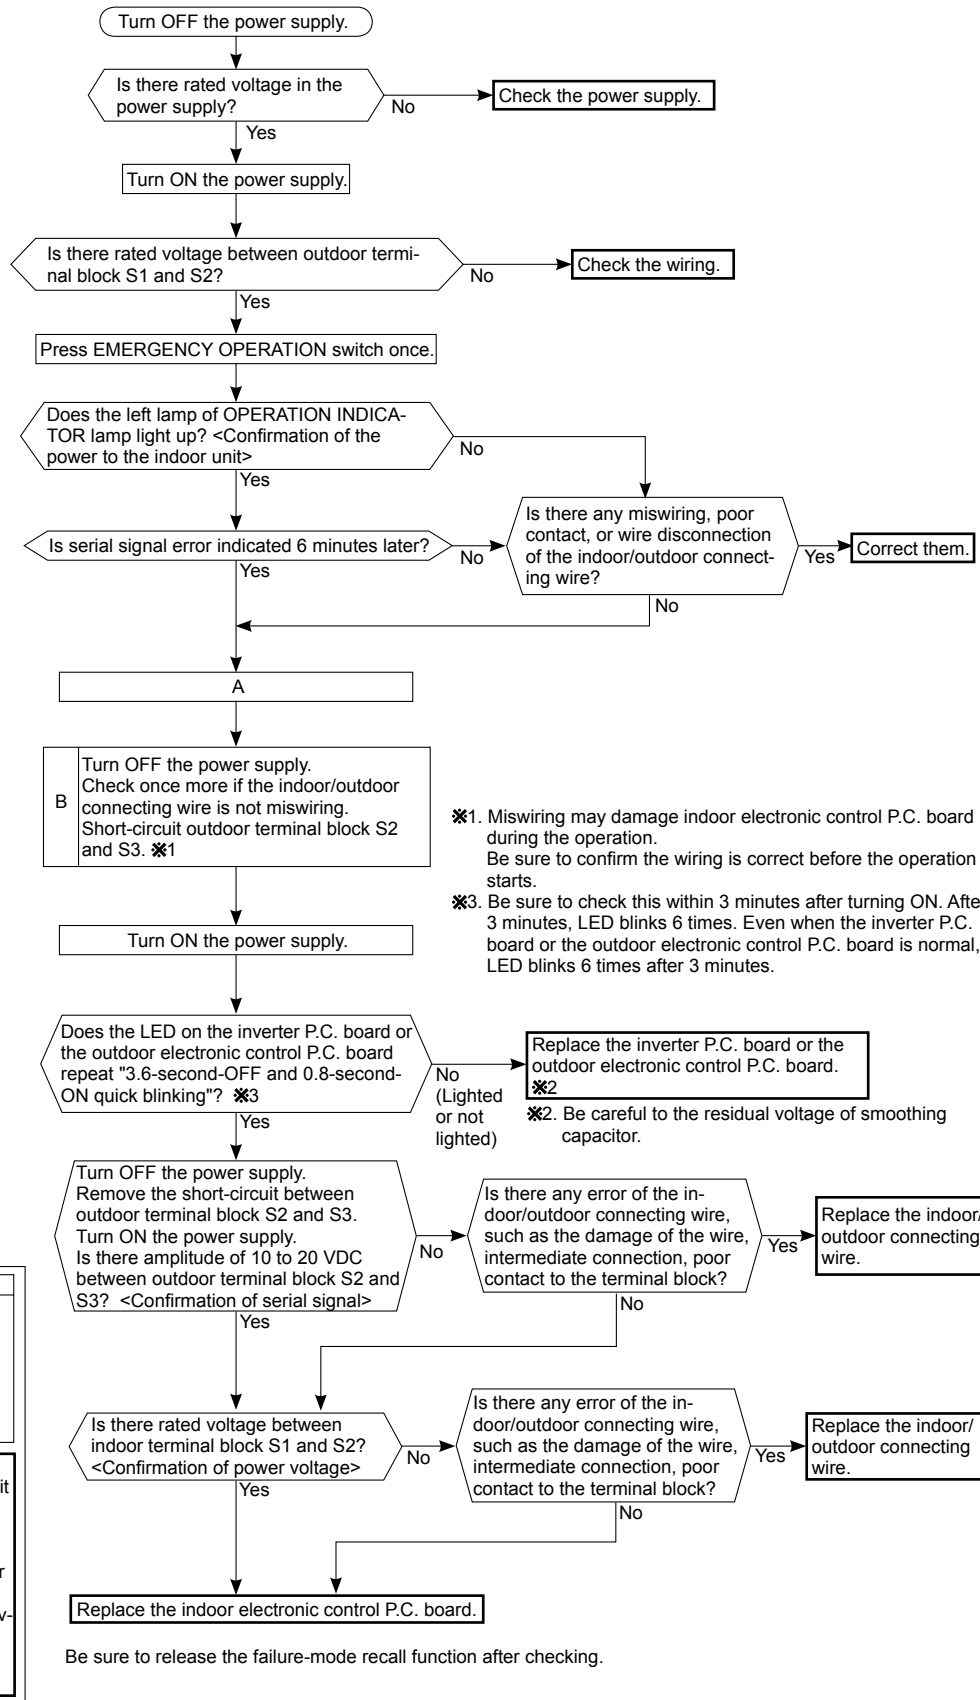 Turn OFF the power supply.
Is there rated voltage in the
power supply?
No
Check the power supply.
Yes
Turn ON the power supply.
Is there rated voltage between outdoor termi-
nal block S1 and S2?
No
Check the wiring.
Yes
Press EMERGENCY OPERATION switch once.
Does the left lamp of OPERATION INDICA-
TOR lamp light up? <Confirmation of the
power to the indoor unit>
No
Yes
Is there any miswiring, poor
contact, or wire disconnection
of the indoor/outdoor connect-
ing wire?
Yes
Correct them.
Is serial signal error indicated 6 minutes later?
No
Yes
No
A
B
Turn OFF the power supply.
Check once more if the indoor/outdoor
connecting wire is not miswiring.
Short-circuit outdoor terminal block S2
and S3. ※1
※1. Miswiring may damage indoor electronic control P.C. board
during the operation.
Be sure to confirm the wiring is correct before the operation
starts.
※3. Be sure to check this within 3 minutes after turning ON. Afte
3 minutes, LED blinks 6 times. Even when the inverter P.C.
board or the outdoor electronic control P.C. board is normal,
LED blinks 6 times after 3 minutes.
Turn ON the power supply.
Does the LED on the inverter P.C. board or
the outdoor electronic control P.C. board
repeat "3.6-second-OFF and 0.8-second-
ON quick blinking"? ※3
No
(Lighted
or not
lighted)
Replace the inverter P.C. board or the
outdoor electronic control P.C. board.
※2
※2. Be careful to the residual voltage of smoothing
capacitor.
Yes
Turn OFF the power supply.
Remove the short-circuit between
outdoor terminal block S2 and S3.
Turn ON the power supply.
Is there amplitude of 10 to 20 VDC
between outdoor terminal block S2 and
S3? <Confirmation of serial signal>
No
Is there any error of the in-
door/outdoor connecting wire,
such as the damage of the wire,
intermediate connection, poor
contact to the terminal block?
Yes
Replace the indoor/
outdoor connecting
wire.
No
Yes
Is there rated voltage between
indoor terminal block S1 and S2?
<Confirmation of power voltage>
No
Is there any error of the in-
door/outdoor connecting wire,
such as the damage of the wire,
intermediate connection, poor
contact to the terminal block?
Yes
Replace the indoor/
outdoor connecting
wire.
Yes
No
it
r
v-
Replace the indoor electronic control P.C. board.
Be sure to release the failure-mode recall function after checking.